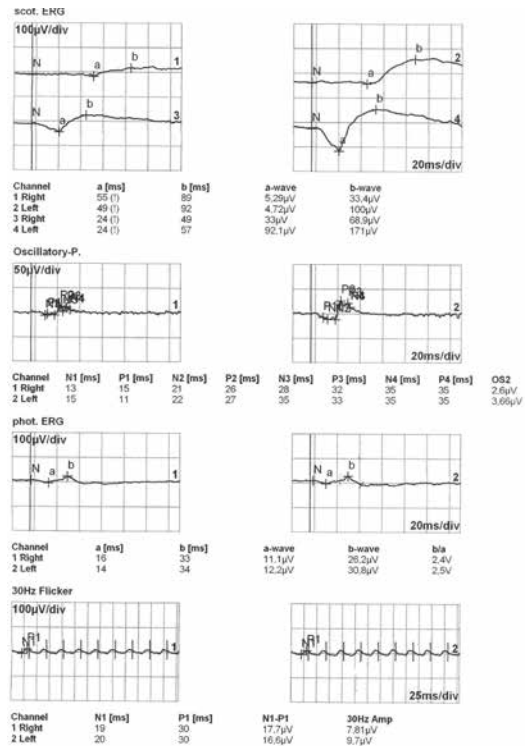 scot. ERG
100µV/div
N a b 1
N a b 2
N a b 3
N a b 4
20ms/div
Channel a [ms] b [ms] a-wave b-wave
1 Right 55 (!) 89 5,29µV 33,4µV
2 Left 49 (!) 92 4,72µV 100µV
3 Right 24 (!) 49 33µV 68,9µV
4 Left 24 (!) 57 92,1µV 171µV
Oscillatory-P.
50µV/div
1
2
20ms/div
Channel N1 [ms] P1 [ms] N2 [ms] P2 [ms] N3 [ms] P3 [ms] N4 [ms] P4 [ms] OS2
1 Right 13 15 21 26 28 32 35 35 2,6µV
2 Left 15 11 22 27 35 33 35 35 3,66µV
phot. ERG
100µV/div
N a b 1
N a b 2
20ms/div
Channel a [ms] b [ms] a-wave b-wave b/a
1 Right 16 33 11,1µV 26,2µV 2,4V
2 Left 14 34 12,2µV 30,8µV 2,5V
30Hz Flicker
100µV/div
N1 P1 1
N1 P1 2
25ms/div
Channel N1 [ms] P1 [ms] N1-P1 30Hz Amp
1 Right 19 30 17,7µV 7,81µV
2 Left 20 30 16,6µV 9,7µV